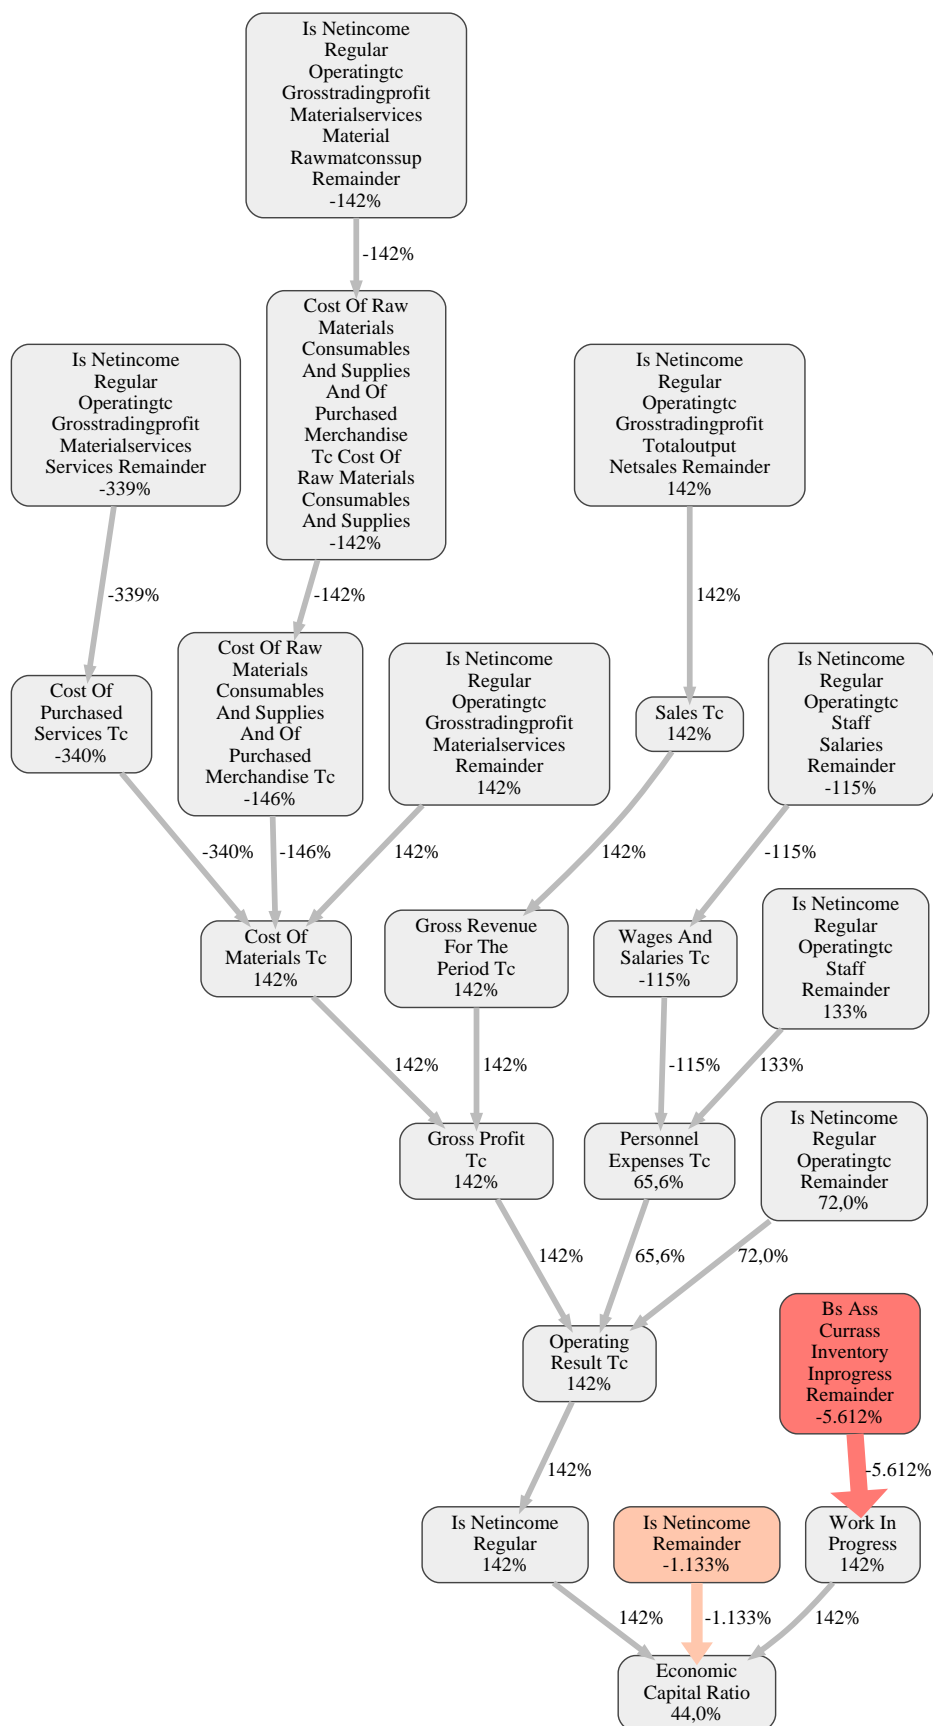 Is Netincome
Regular
Operatingtc
Grosstradingprofit
Materialservices
Material
Rawmatconssup
Remainder
-142%
-142%
Cost Of Raw
Materials
Consumables
And Supplies
And Of
Purchased
Merchandise
Tc Cost Of
Raw Materials
Consumables
And Supplies
-142%
Is Netincome
Regular
Operatingtc
Grosstradingprofit
Materialservices
Services Remainder
-339%
Is Netincome
Regular
Operatingtc
Grosstradingprofit
Totaloutput
Netsales Remainder
142%
-339%
-142%
142%
Cost Of
Purchased
Services Tc
-340%
Cost Of Raw
Materials
Consumables
And Supplies
And Of
Purchased
Merchandise Tc
-146%
Is Netincome
Regular
Operatingtc
Grosstradingprofit
Materialservices
Remainder
142%
Sales Tc
142%
Is Netincome
Regular
Operatingtc
Staff
Salaries
Remainder
-115%
-340%
-146%
142%
142%
-115%
Cost Of
Materials Tc
142%
Gross Revenue
For The
Period Tc
142%
Wages And
Salaries Tc
-115%
Is Netincome
Regular
Operatingtc
Staff
Remainder
133%
142%
142%
-115%
133%
Gross Profit
Tc
142%
Personnel
Expenses Tc
65,6%
Is Netincome
Regular
Operatingtc
Remainder
72,0%
142%
65,6%
72,0%
Operating
Result Tc
142%
Bs Ass
Currass
Inventory
Inprogress
Remainder
-5.612%
142%
-5.612%
Is Netincome
Regular
142%
Is Netincome
Remainder
-1.133%
Work In
Progress
142%
142%
-1.133%
142%
Economic
Capital Ratio
44,0%